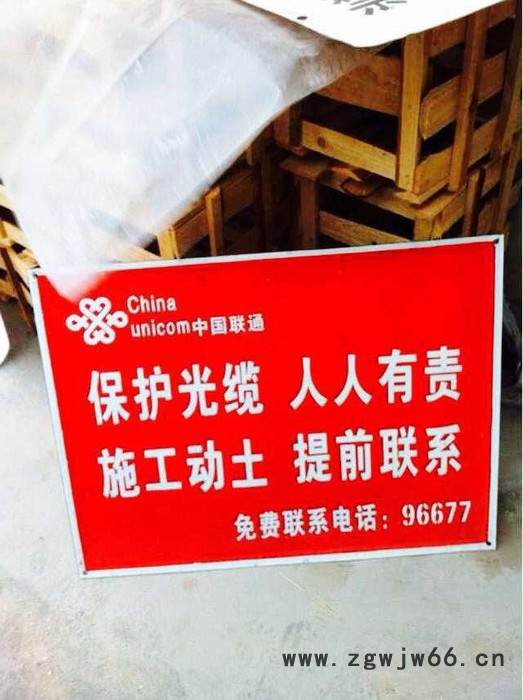 China
unicom中国联通
保护光缆 人人有责
施工动土 提前联系
免费联系电话：96677
www.zgwjw66.cn